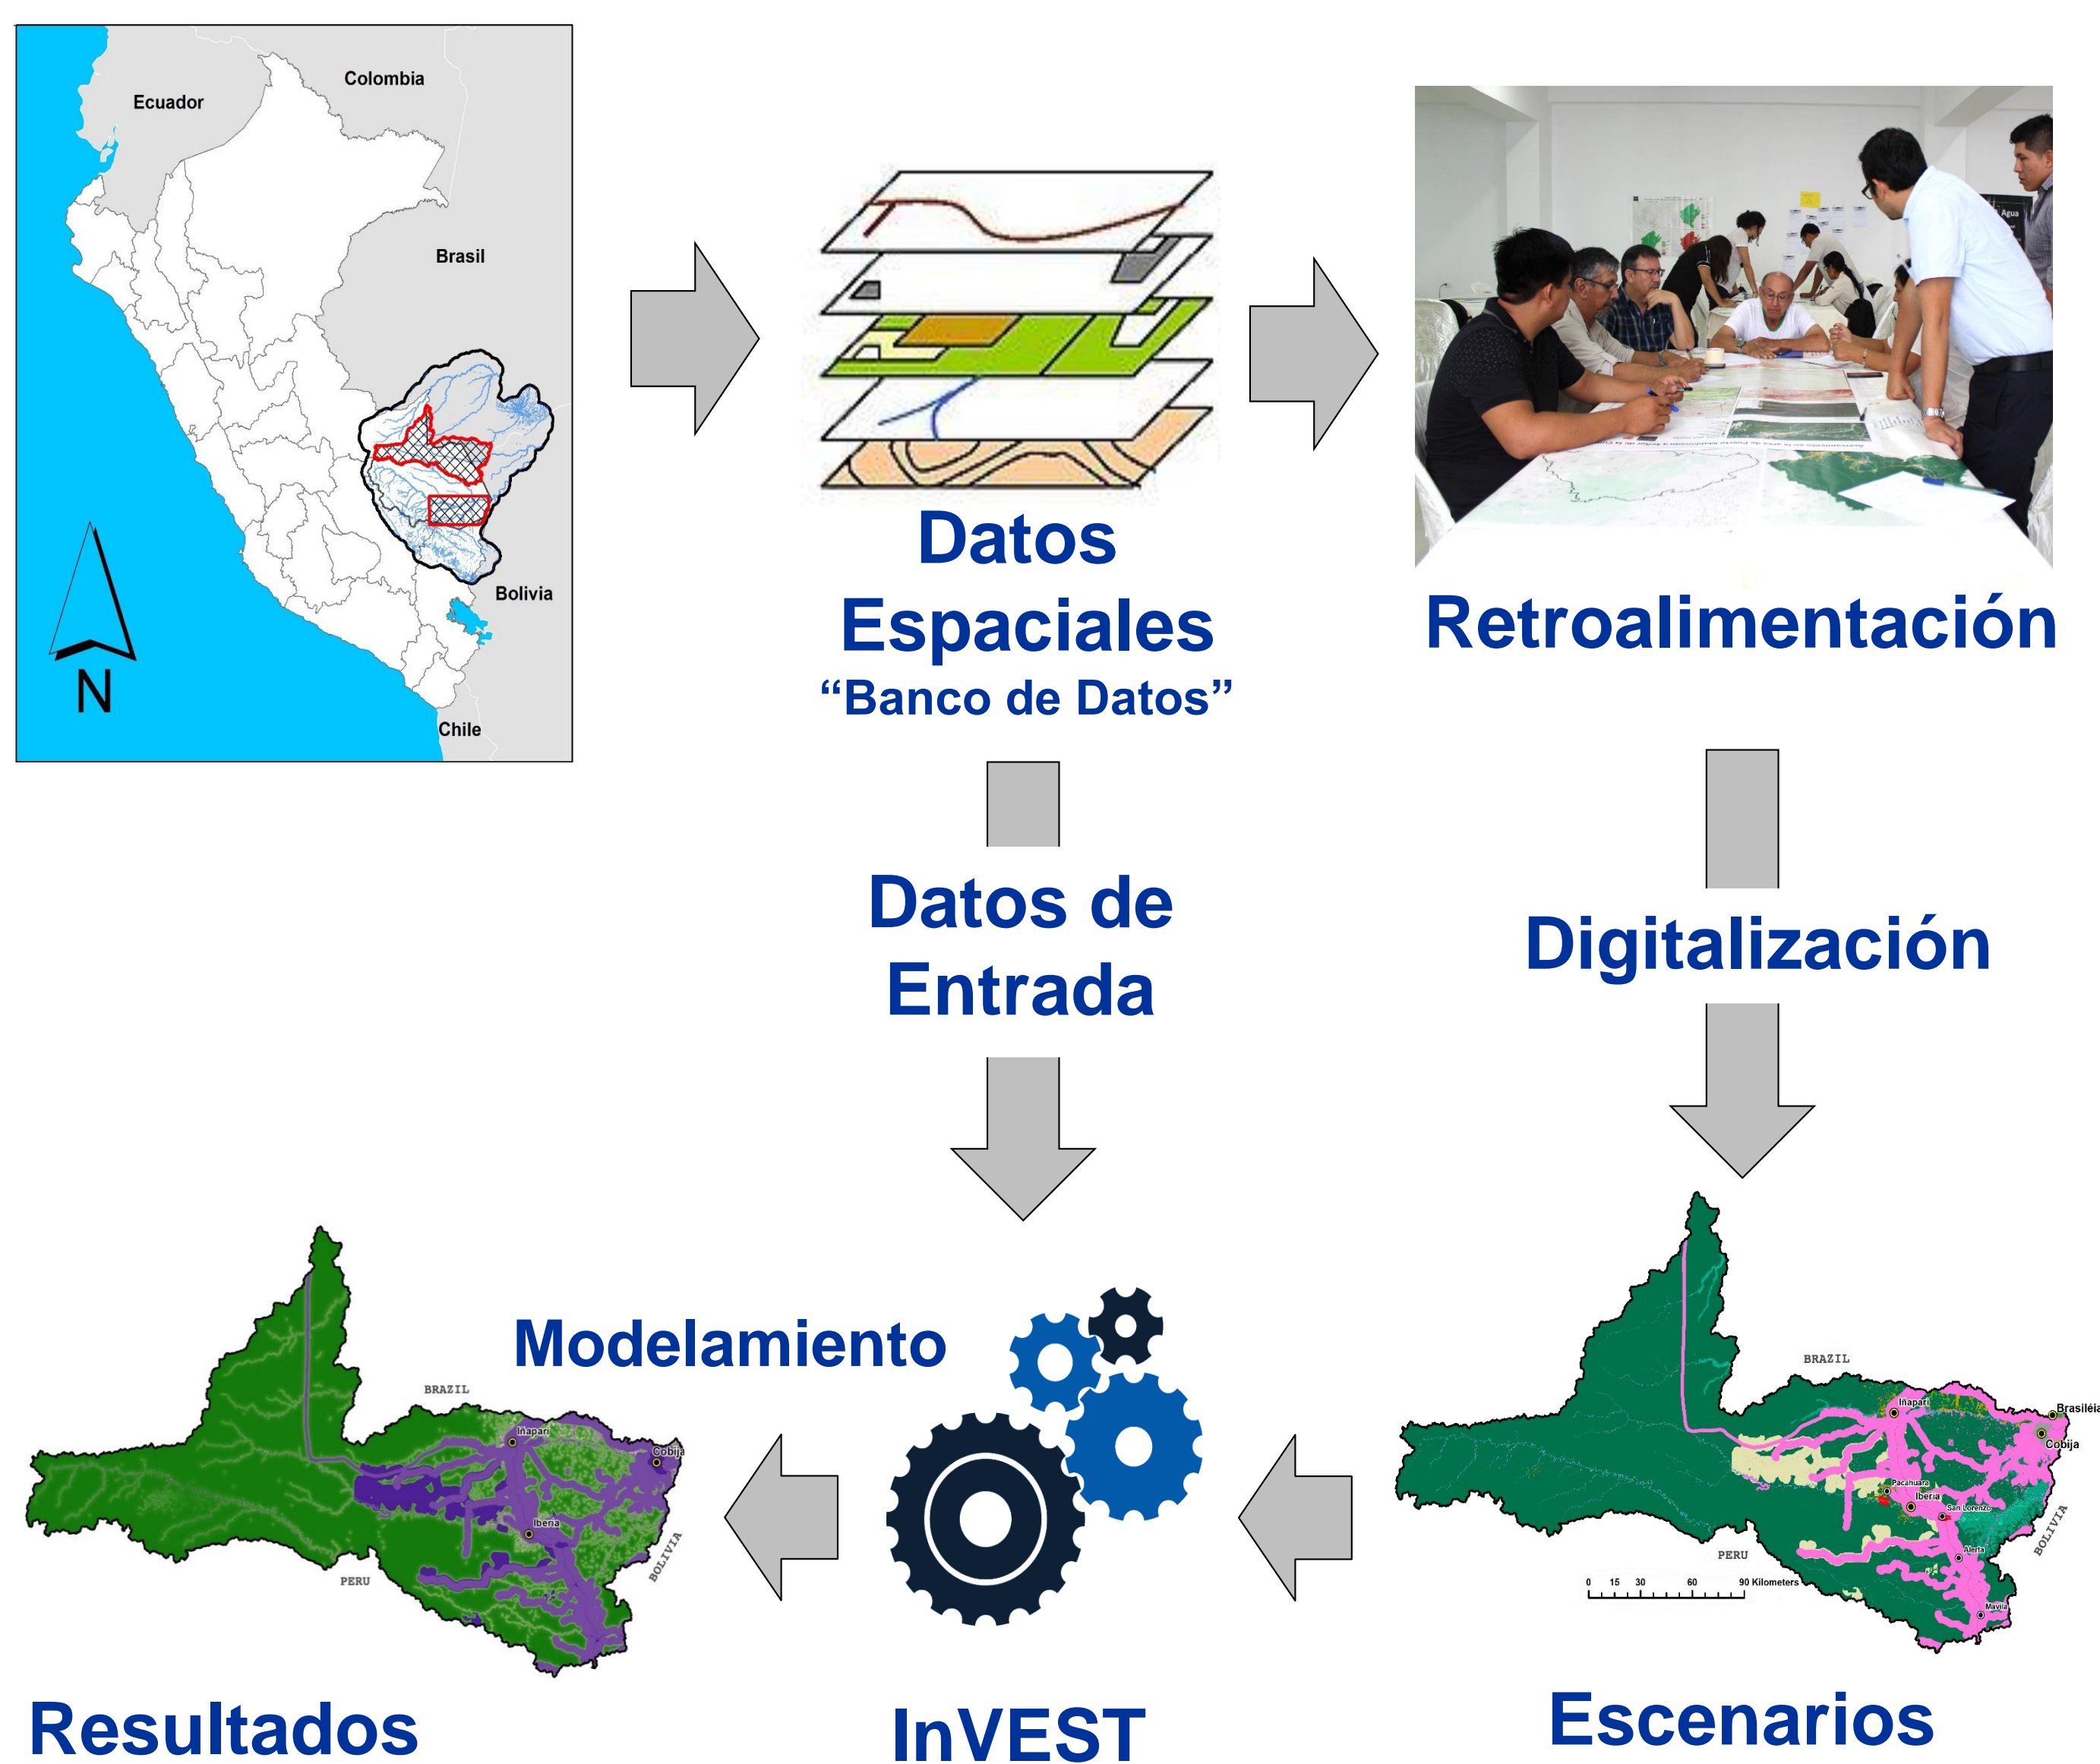 Ecuador
Colombia
Brasil
Bolivia
Chile
N
Datos
Espaciales
“Banco de Datos”
Agua
Retroalimentación
Datos de
Entrada
Digitalización
Modelamiento
BRAZIL
Iñapari
Cobija
Iberia
BOLIVIA
PERU
Resultados
InVEST
BRAZIL
Iñapari
Brasiléia
Cobija
Pacahuara
Iberia
San Lorenzo
BOLIVIA
Alerta
PERU
0 15 30 60 90 Kilometers
Mavila
Escenarios